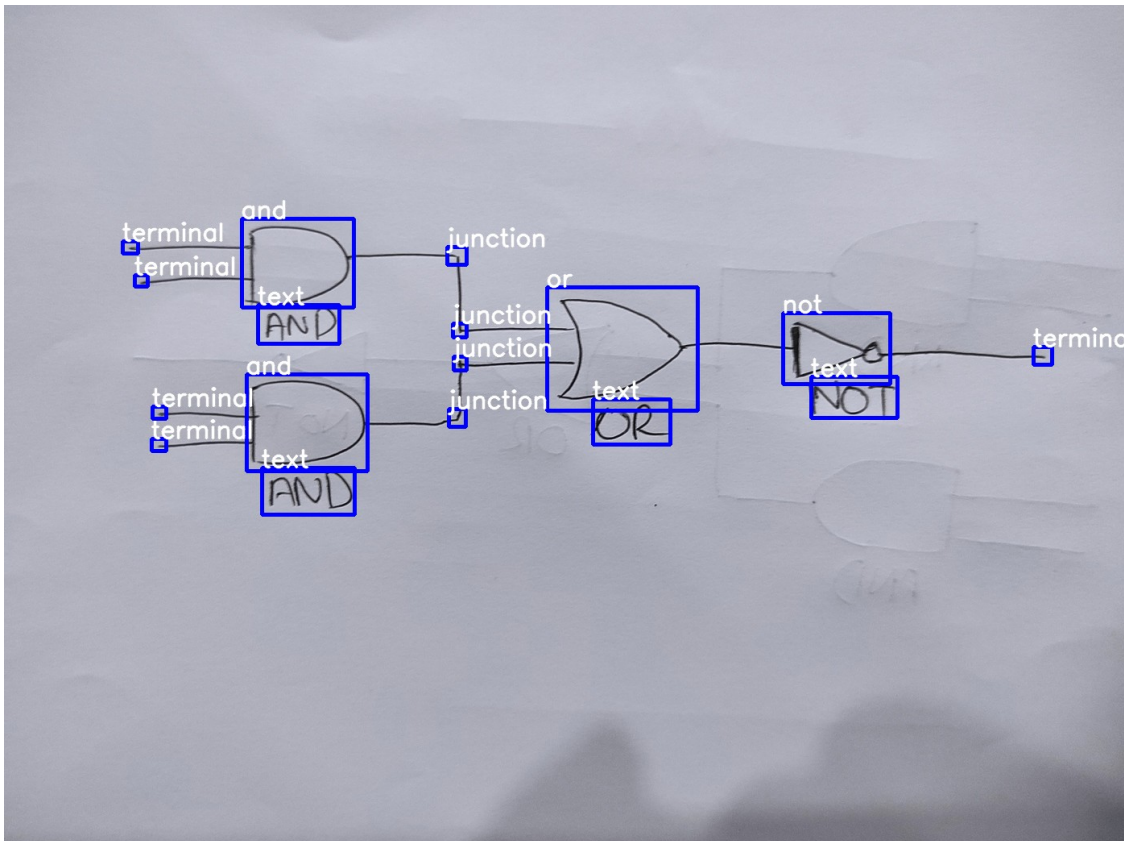 and
terminal
junction
terminal
or
text
AND
junction
not
terminal
junction
text
NOT
and
terminal
text
OR
junction
terminal
text
AND